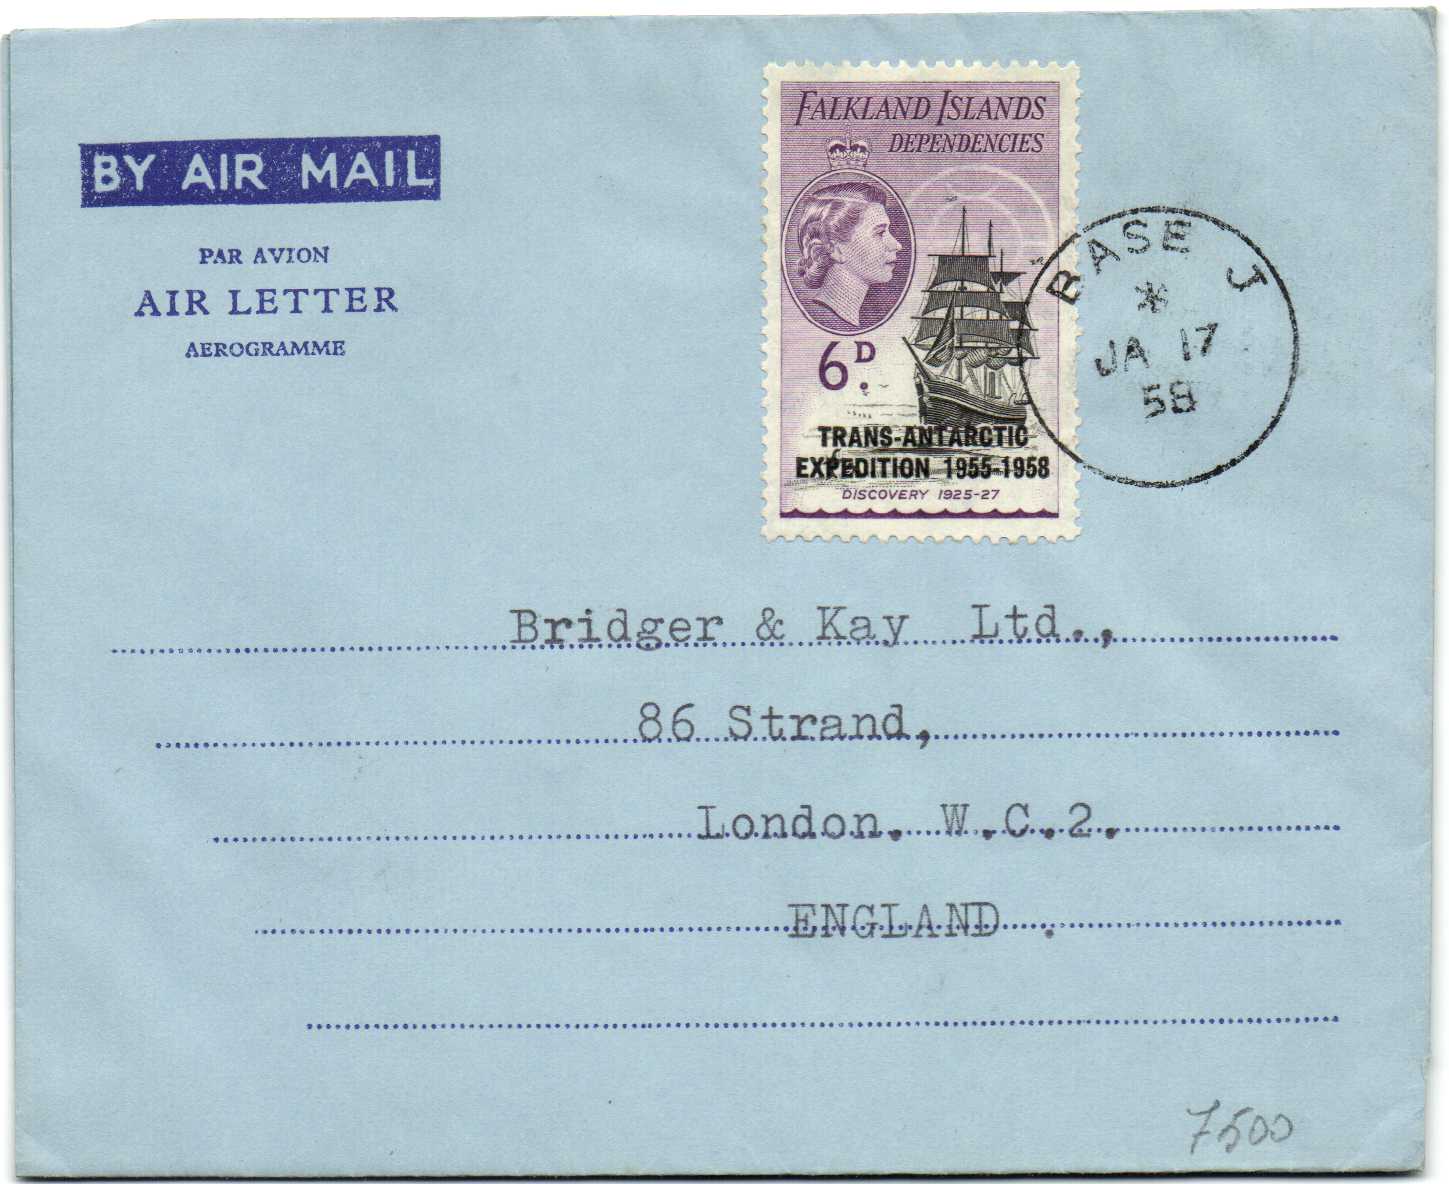 BY AIR MAIL
PAR AVION
AIR LETTER
AEROGRAMME
FALKLAND ISLANDS
DEPENDENCIES
6D.
TRANS-ANTARCTIC
EXPEDITION 1955-1958
DISCOVERY 1925-27
BASE J
JA 17
58
Bridger & Kay Ltd.,
86 Strand,
London. W.C.2.
ENGLAND .
7500